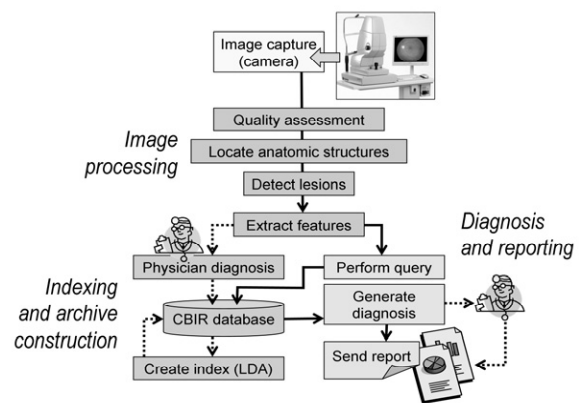 Image capture
(camera)
Quality assessment
Image
processing
Locate anatomic structures
Detect lesions
Extract features
Diagnosis
and reporting
Physician diagnosis
Perform query
Indexing
and archive
construction
CBIR database
Generate
diagnosis
Send report
Create index (LDA)